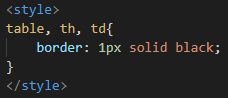 <style>
table, th, td{
    border: 1px solid black;
}
</style>